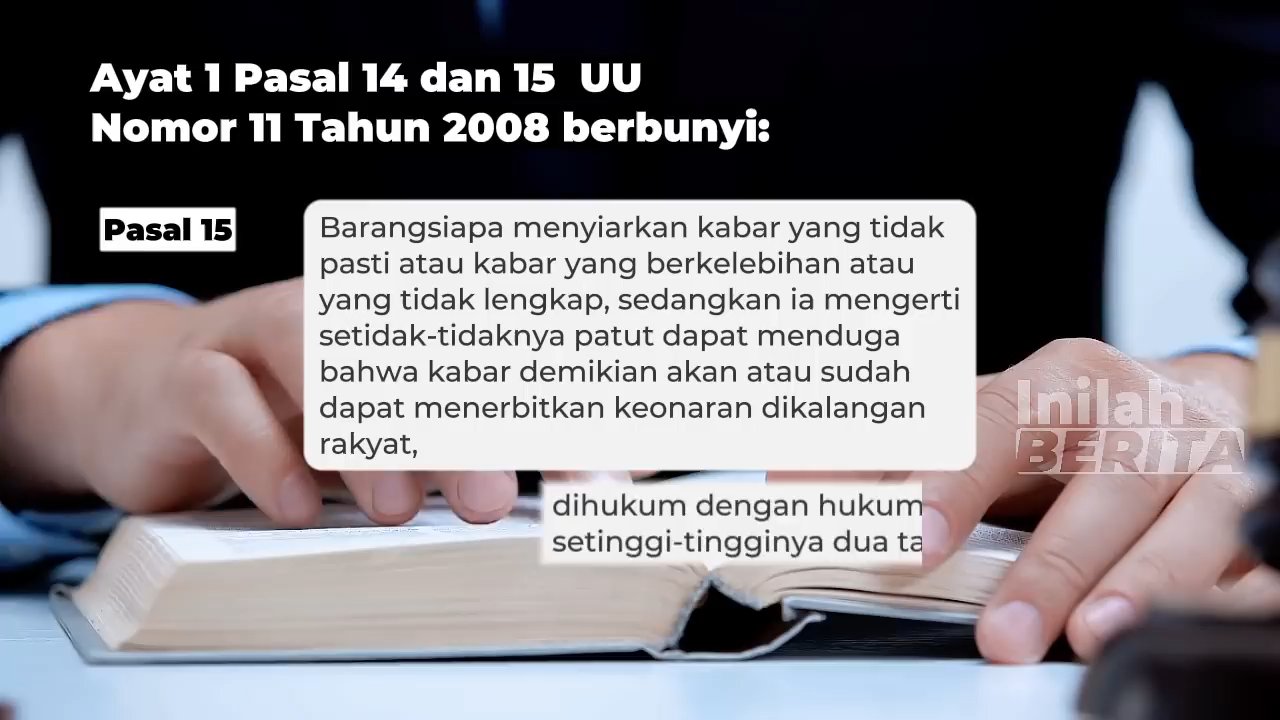 Ayat 1 Pasal 14 dan 15 UU
Nomor 11 Tahun 2008 berbunyi:
Pasal 15
Barangsiapa menyiarkan kabar yang tidak
pasti atau kabar yang berkelebihan atau
yang tidak lengkap, sedangkan ia mengerti
setidak-tidaknya patut dapat menduga
bahwa kabar demikian akan atau sudah
dapat menerbitkan keonaran dikalangan
rakyat,
Inilah
BERITA
dihukum dengan hukum
setinggi-tingginya dua ta